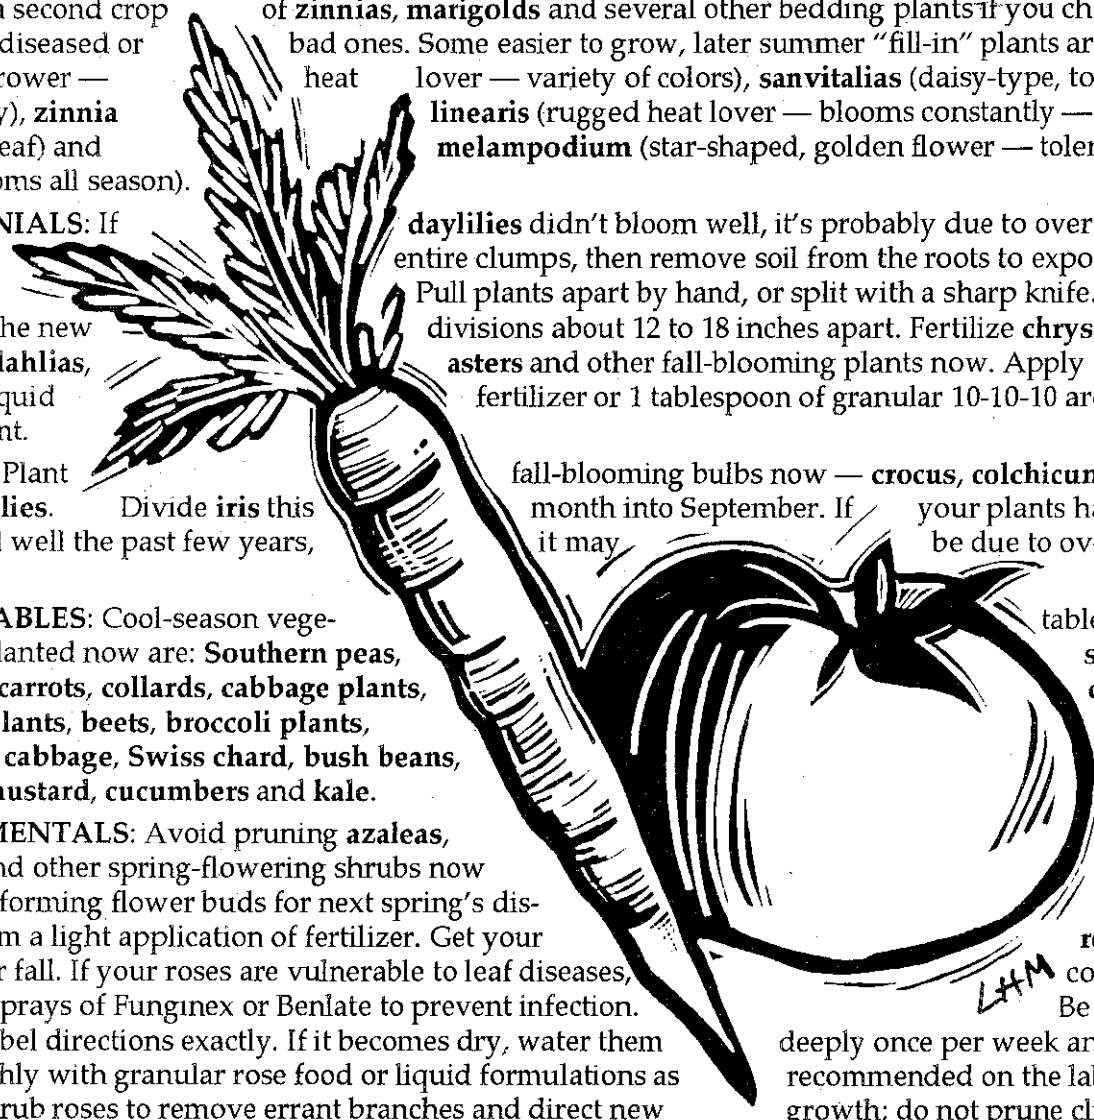 a second crop of zinnias, marigolds and several other bedding plants if you ch
diseased or bad ones. Some easier to grow, later summer “fill-in” plants ar
rower — heat lover — variety of colors), sanvitalias (daisy-type, to
y), zinnia linearis (rugged heat lover — blooms constantly —
eaf) and melampodium (star-shaped, golden flower — toler
oms all season).
NIALS: If daylilies didn't bloom well, it's probably due to over
entire clumps, then remove soil from the roots to expo
Pull plants apart by hand, or split with a sharp knife.
he new divisions about 12 to 18 inches apart. Fertilize chrys
dahlias, asters and other fall-blooming plants now. Apply
quid fertilizer or 1 tablespoon of granular 10-10-10 are
nt.
Plant fall-blooming bulbs now — crocus, colchicum
lies. Divide iris this month into September. If your plants ha
l well the past few years, it may be due to ov
ABLES: Cool-season vege- table
lanted now are: Southern peas, s
carrots, collards, cabbage plants,
lants, beets, broccoli plants,
cabbage, Swiss chard, bush beans,
mustard, cucumbers and kale.
MENTALS: Avoid pruning azaleas,
nd other spring-flowering shrubs now
forming flower buds for next spring's dis-
m a light application of fertilizer. Get your
r fall. If your roses are vulnerable to leaf diseases, co
prays of Funginex or Benlate to prevent infection. Be
bel directions exactly. If it becomes dry, water them deeply once per week an
hly with granular rose food or liquid formulations as recommended on the lab
rub roses to remove errant branches and direct new growth; do not prune cl
LHM